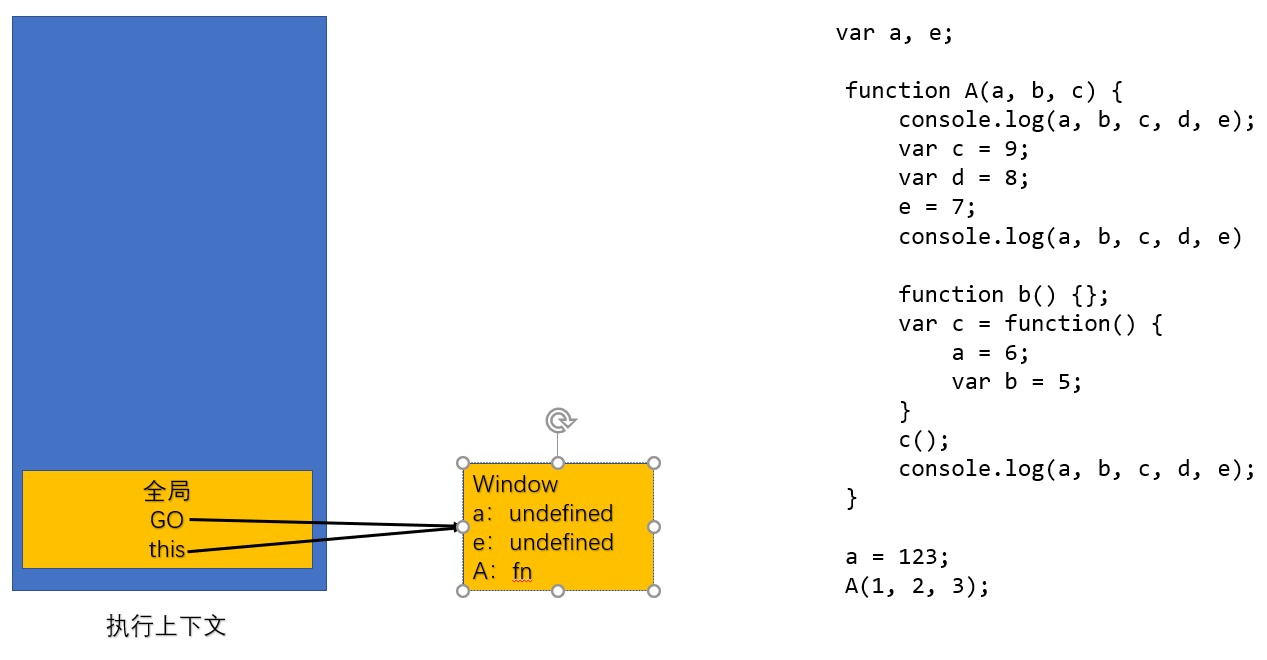 全局
GO
this
执行上下文
Window
a： undefined
e： undefined
A： fn
var a, e;
function A(a, b, c) {
console.log(a, b, c, d, e);
var c = 9;
var d = 8;
e = 7;
console.log(a, b, c, d, e)
function b() {};
var c = function() {
a = 6;
var b = 5;
}
c();
console.log(a, b, c, d, e);
}
a = 123;
A(1, 2, 3);